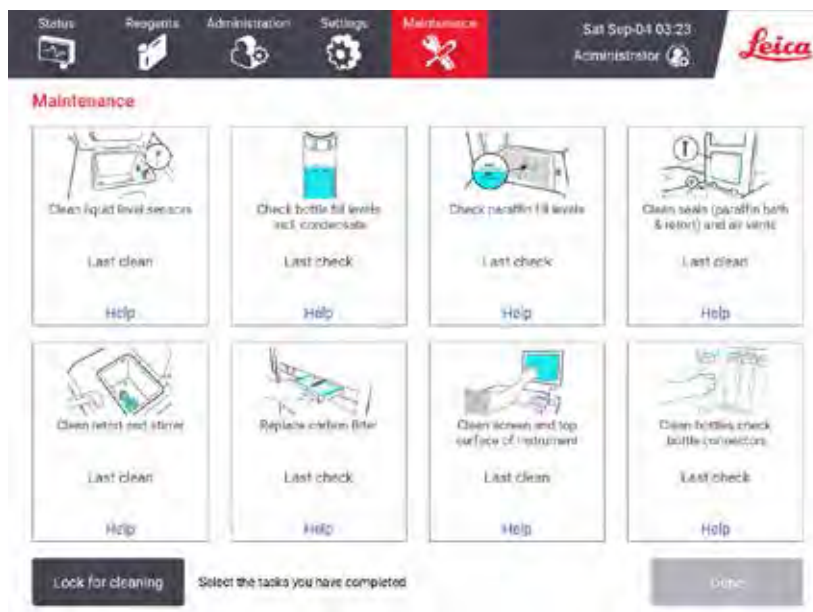 Status Reagents Administration Settings Maintenance
Sat Sep-04 03:23
Administrator
Leica
Maintenance
Clean liquid level sensors
Last clean
Help
Check bottle fill levels
incl. condensate
Last check
Help
Check paraffin fill levels
Last check
Help
Clean seals (paraffin bath
& retort) and air vents
Last clean
Help
Clean retort and stirrer
Last clean
Help
Replace carbon filter
Last check
Help
Clean screen and top
surface of instrument
Last clean
Help
Clean bottles check
bottle connectors
Last check
Help
Lock for cleaning
Select the tasks you have completed
Done